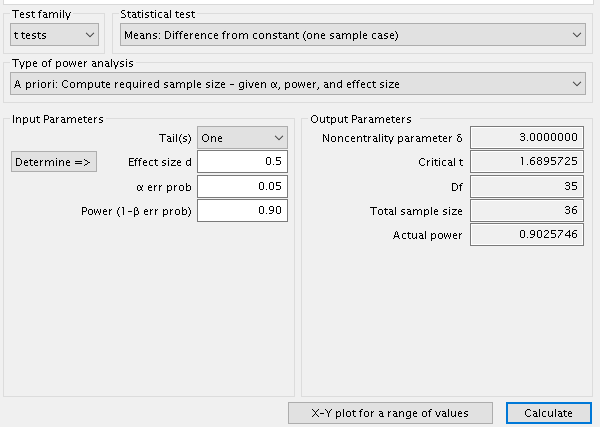 Test family
Statistical test
t tests
Means: Difference from constant (one sample case)
Type of power analysis
A priori: Compute required sample size – given α, power, and effect size
Input Parameters
Output Parameters
Tail(s) One
Noncentrality parameter δ 3.0000000
Determine => Effect size d 0.5
Critical t 1.6895725
α err prob 0.05
Df 35
Power (1-β err prob) 0.90
Total sample size 36
Actual power 0.9025746
X-Y plot for a range of values
Calculate